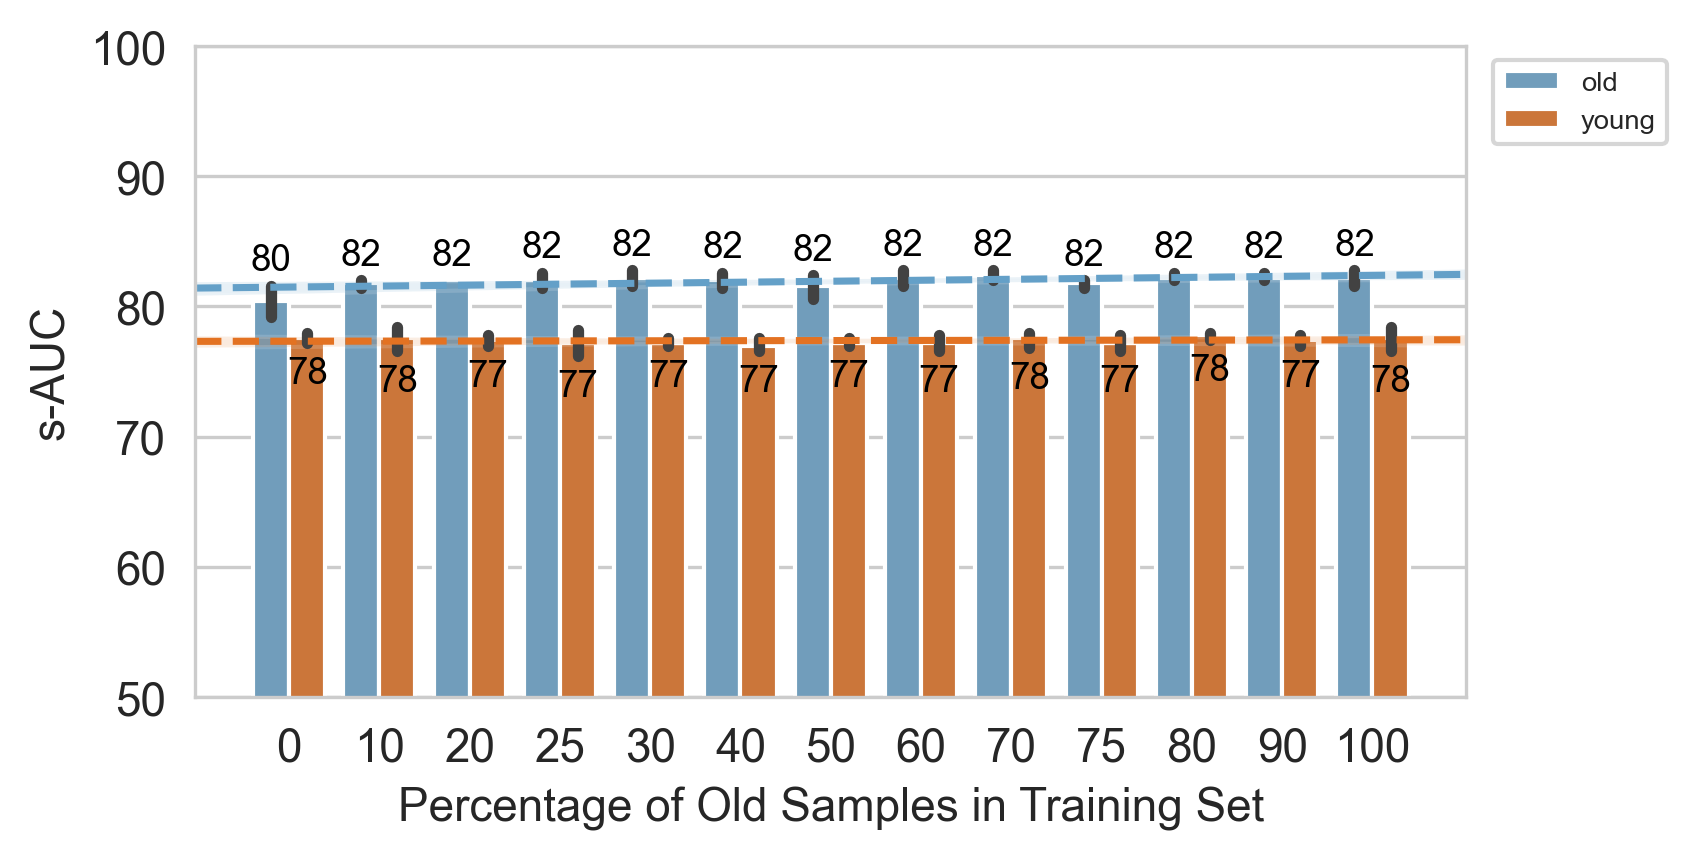 100
90
80
70
60
50
s-AUC
80 82 82 82 82 82 82 82 82 82 82 82 82
78 78 77 77 77 77 77 77 78 77 78 77 78
0 10 20 25 30 40 50 60 70 75 80 90 100
Percentage of Old Samples in Training Set
old
young